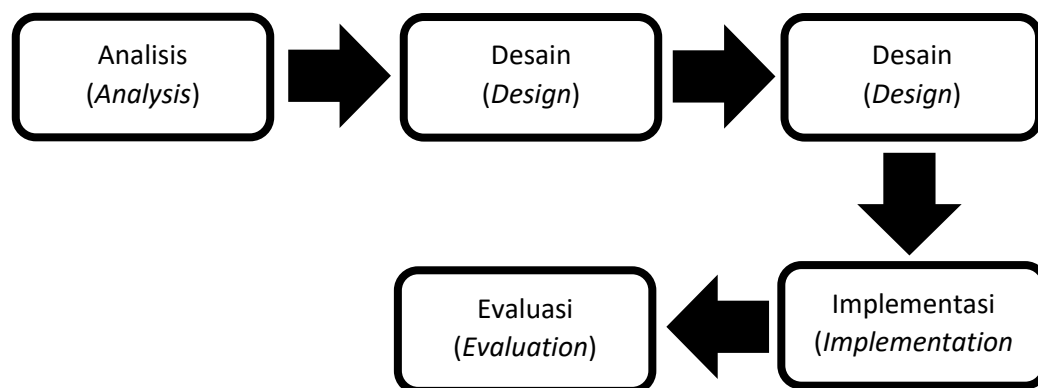 Analisis
(Analysis)
Desain
(Design)
Desain
(Design)
Implementasi
(Implementation
Evaluasi
(Evaluation)